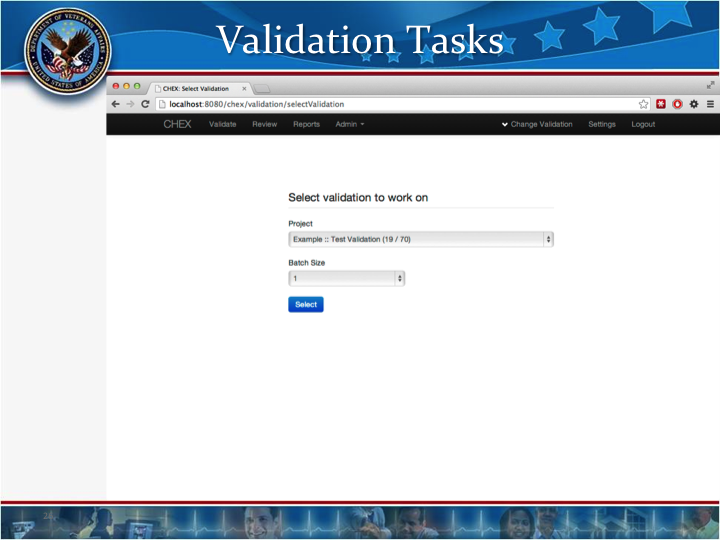 Validation Tasks
DEPARTMENT OF VETERANS AFFAIRS
UNITED STATES OF AMERICA
CHEX: Select Validation ×
localhost:8080/chex/validation/selectValidation
CHEX Validate Review Reports Admin Change Validation Settings Logout
Select validation to work on
Project
Example :: Test Validation (19 / 70)
Batch Size
1
Select